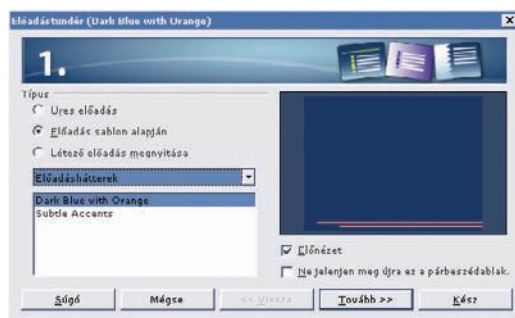 Előadástündér (Dark Blue with Orange)
1.
Típus
Üres előadás
Előadás sablon alapján
Létező előadás megnyitása
Előadáshátterek
Dark Blue with Orange
Subtle Accents
Előnézet
Ne jelenjen meg újra ez a párbeszédablak.
Súgó
Mégse
<< Vissza
Tovább >>
Kész